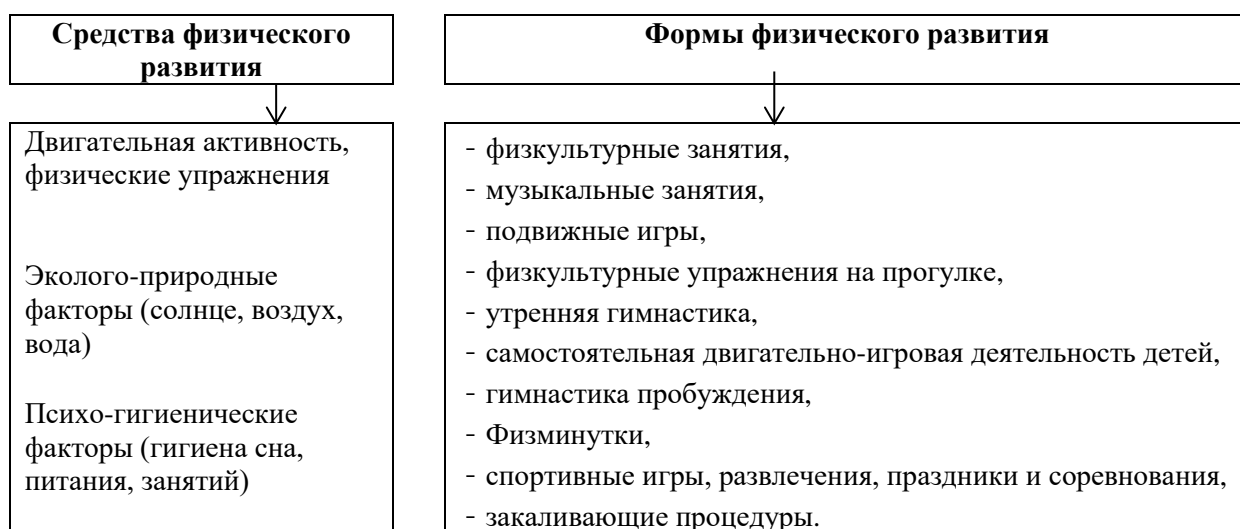 Средства физического
развития
Двигательная активность,
физические упражнения
Эколого-природные
факторы (солнце, воздух,
вода)
Психо-гигиенические
факторы (гигиена сна,
питания, занятий)
Формы физического развития
- физкультурные занятия,
- музыкальные занятия,
- подвижные игры,
- физкультурные упражнения на прогулке,
- утренняя гимнастика,
- самостоятельная двигательно-игровая деятельность детей,
- гимнастика пробуждения,
- Физминутки,
- спортивные игры, развлечения, праздники и соревнования,
- закаливающие процедуры.